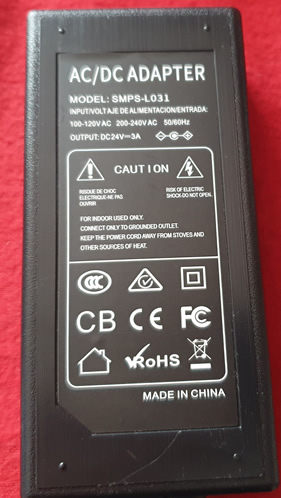 AC/DC ADAPTER
MODEL: SMPS-L031
INPUT/VOLTAJE DE ALIMENTACION/ENTRADA:
100-120V AC 200-240V AC 50/60Hz
OUTPUT: DC24V⎓3A
CAUTION
RISQUE DE CHOC
ELECTRIQUE-NE PAS
OUVRIR
RISK OF ELECTRIC
SHOCK-DO NOT OPEN.
FOR INDOOR USED ONLY.
CONNECT ONLY TO GROUNDED OUTLET.
KEEP THE POWER CORD AWAY FROM STOVES AND
OTHER SOURFCES OF HEAT.
CCC
CB CE FC
RoHS
MADE IN CHINA